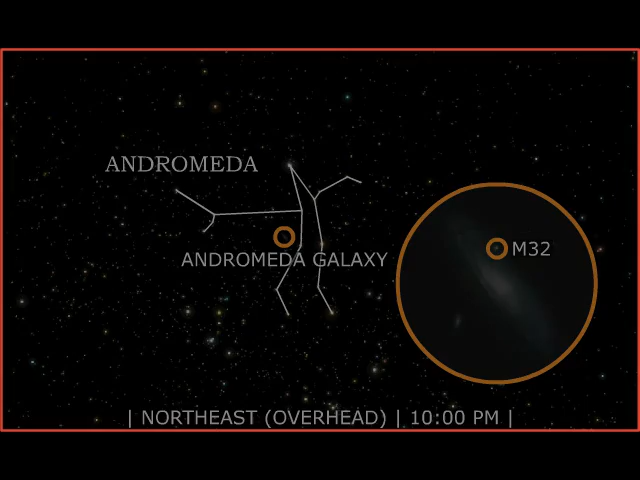 ANDROMEDA
ANDROMEDA GALAXY
M32
| NORTHEAST (OVERHEAD) | 10:00 PM |